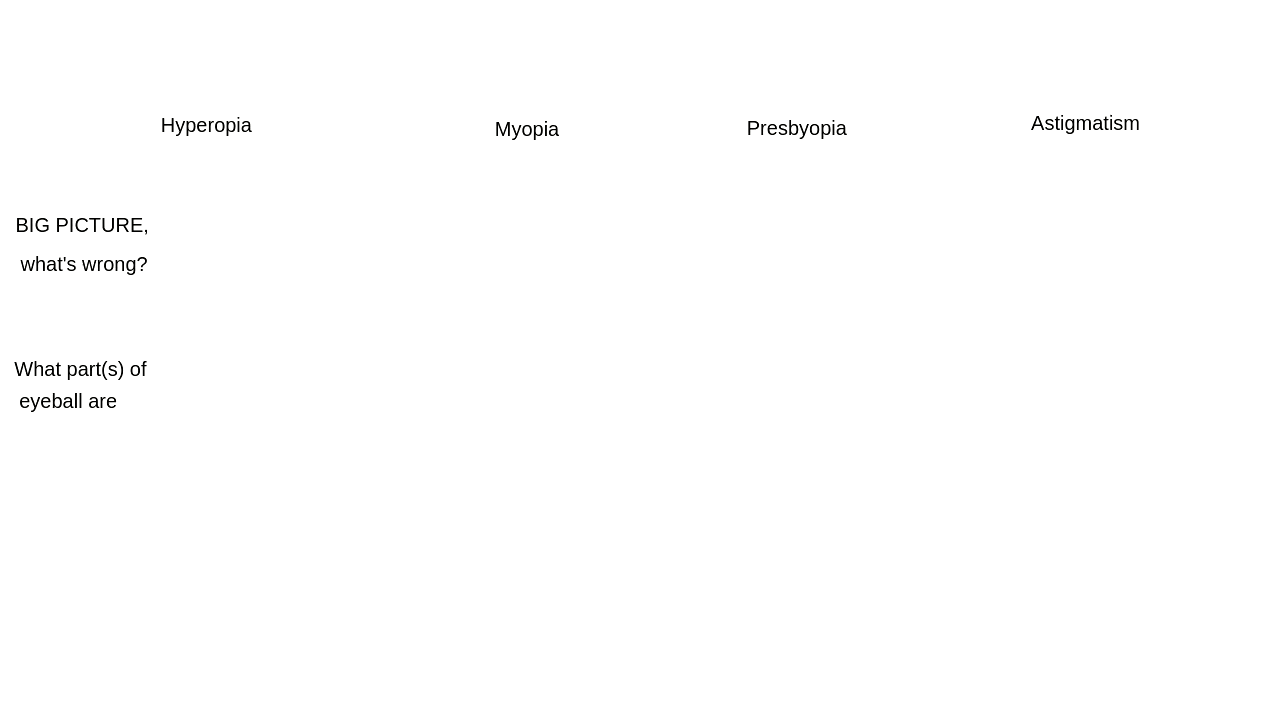 Hyperopia Myopia Presbyopia Astigmatism
BIG PICTURE,
what's wrong?
What part(s) of
eyeball are